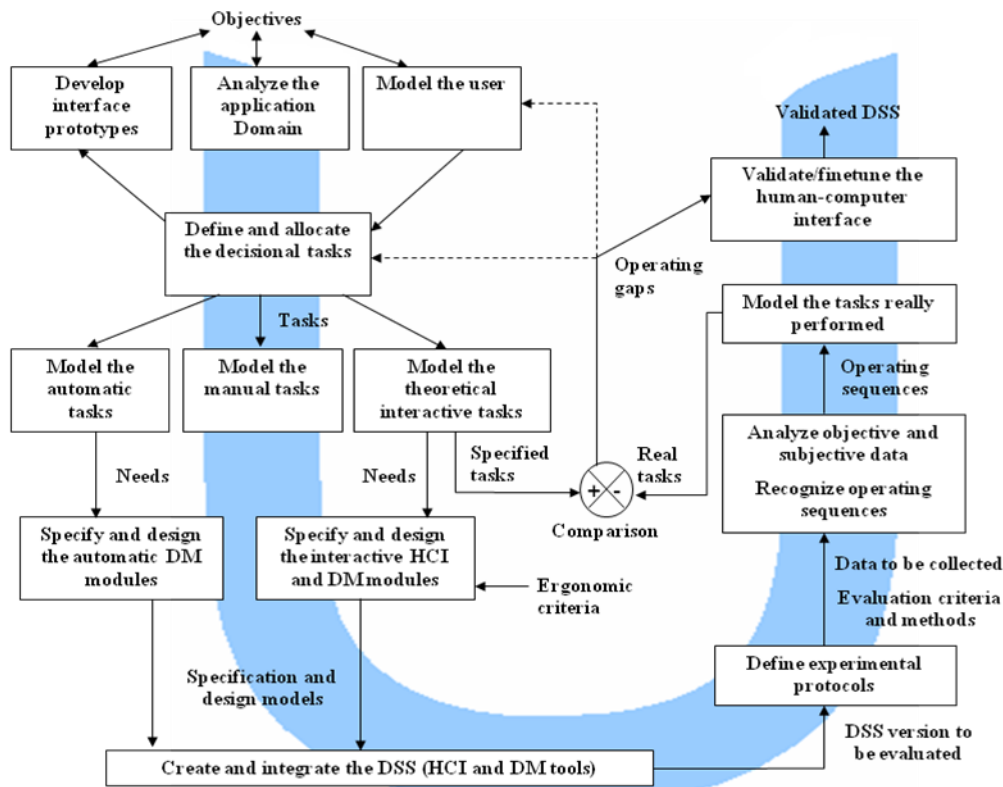 Objectives
Develop
interface
prototypes
Analyze the
application
Domain
Model the user
Validated DSS
Validate/finetune the
human-computer
interface
Define and allocate
the decisional tasks
Operating
gaps
Model the tasks really
performed
Tasks
Model the
automatic
tasks
Model the
manual tasks
Model the
theoretical
interactive tasks
Operating
sequences
Analyze objective and
subjective data
Recognize operating
sequences
Needs
Needs
Specified
tasks
Real
tasks
+ -
Comparison
Specify and design
the automatic DM
modules
Specify and design
the interactive HCI
and DM modules
Ergonomic
criteria
Data to be collected
Evaluation criteria
and methods
Define experimental
protocols
Specification and
design models
DSS version to
be evaluated
Create and integrate the DSS (HCI and DM tools)